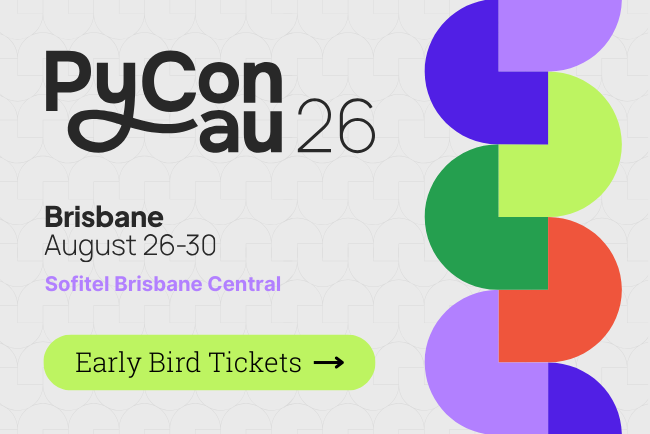 PyCon
au 26
Brisbane
August 26-30
Sofitel Brisbane Central
Early Bird Tickets →